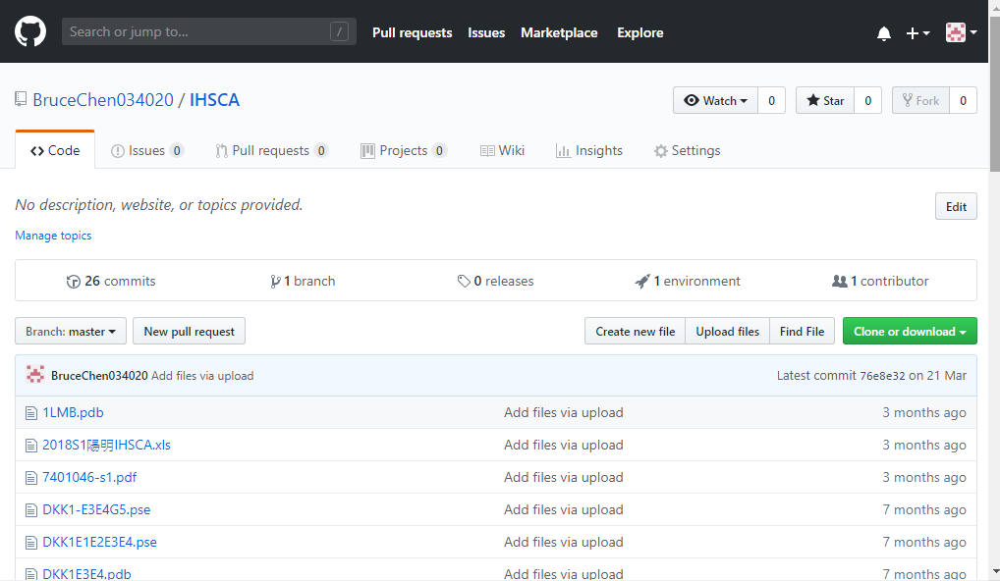 Search or jump to... / Pull requests Issues Marketplace Explore
BruceChen034020 / IHSCA Watch 0 Star 0 Fork 0
Code Issues 0 Pull requests 0 Projects 0 Wiki Insights Settings
No description, website, or topics provided. Edit
Manage topics
26 commits 1 branch 0 releases 1 environment 1 contributor
Branch: master New pull request Create new file Upload files Find File Clone or download
BruceChen034020 Add files via upload Latest commit 76e8e32 on 21 Mar
1LMB.pdb Add files via upload 3 months ago
2018S1陽明IHSCA.xls Add files via upload 3 months ago
7401046-s1.pdf Add files via upload 3 months ago
DKK1-E3E4G5.pse Add files via upload 7 months ago
DKK1E1E2E3E4.pse Add files via upload 7 months ago
DKK1E3E4.pdb Add files via upload 7 months ago